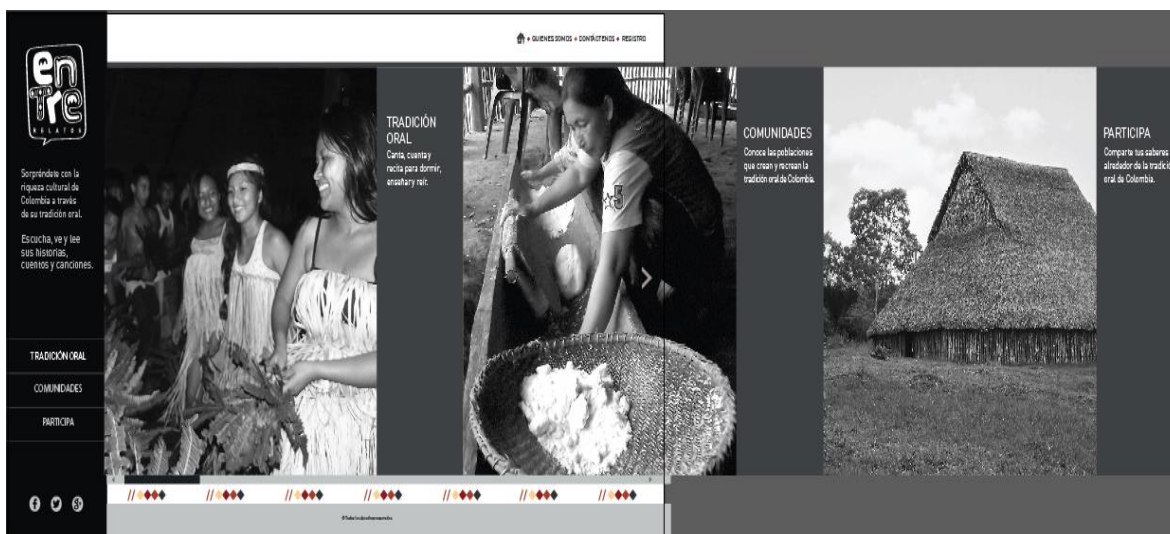 en
Tre
RELATOS
Sorpréndete con la
riqueza cultural de
Colombia a través
de su tradición oral.
Escucha, ve y lee
sus historias,
cuentos y canciones.
TRADICIÓN ORAL
COMUNIDADES
PARTICIPA
QUIENES SOMOS • CONTÁCTENOS • REGISTRO
TRADICIÓN
ORAL
Canta, cuenta y
recita para dormir,
enseñar y reír.
COMUNIDADES
Conoce las poblaciones
que crean y recrean la
tradición oral de Colombia.
PARTICIPA
Comparte tus saberes
alrededor de la tradició
oral de Colombia.